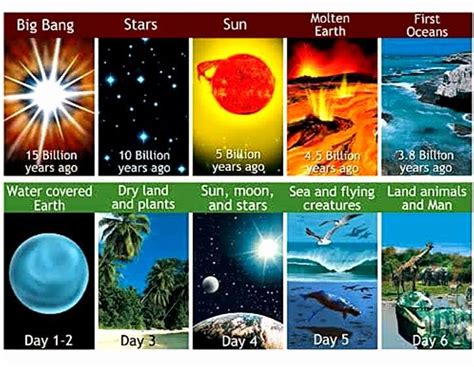 Big Bang
Stars
Sun
Molten
Earth
First
Oceans
15 Billion
years ago
10 Billion
years ago
5 Billion
years ago
4.5 Billion
years ago
3.8 Billion
years ago
Water covered
Earth
Dry land
and plants
Sun, moon,
and stars
Sea and flying
creatures
Land animals
and Man
Day 1-2
Day 3
Day 4
Day 5
Day 6